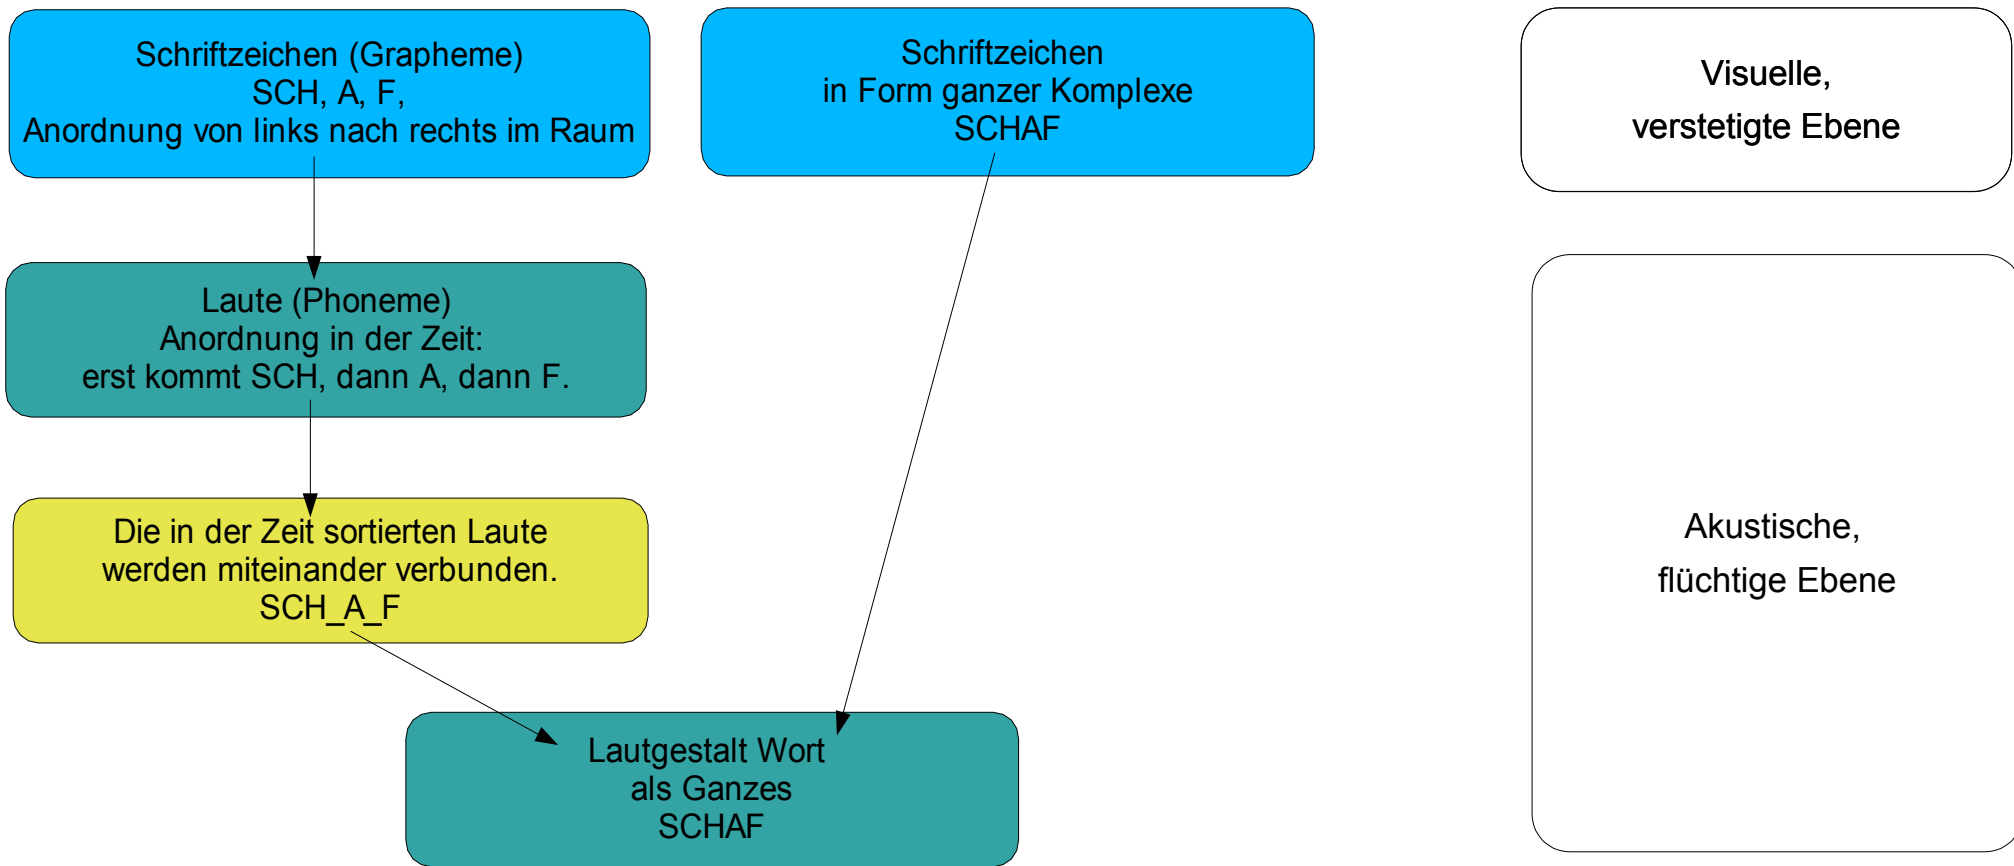 Schriftzeichen (Grapheme)
SCH, A, F,
Anordnung von links nach rechts im Raum
Schriftzeichen
in Form ganzer Komplexe
SCHAF
Visuelle,
verstetigte Ebene
Laute (Phoneme)
Anordnung in der Zeit:
erst kommt SCH, dann A, dann F.
Die in der Zeit sortierten Laute
werden miteinander verbunden.
SCH_A_F
Akustische,
flüchtige Ebene
Lautgestalt Wort
als Ganzes
SCHAF